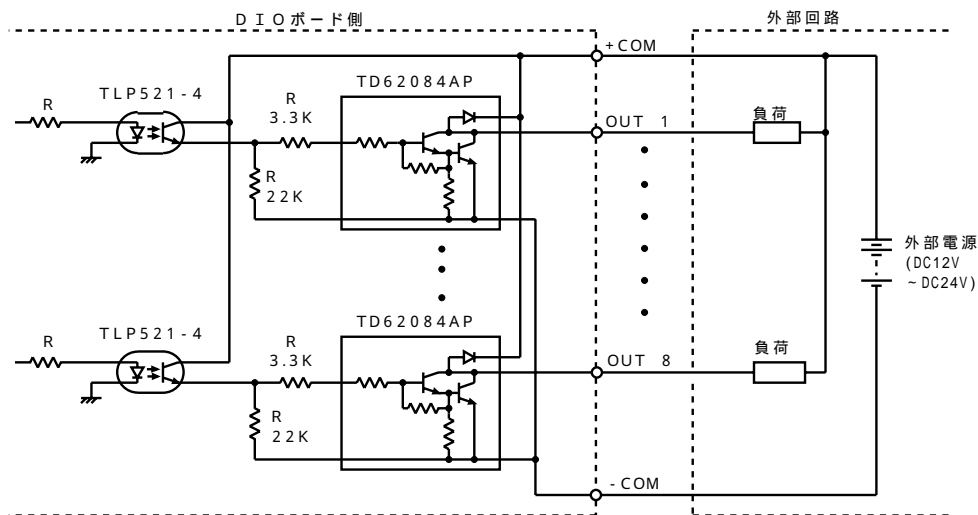 ＤＩＯボード側
外部回路
+COM
TD62084AP
TLP521-4
R
R
3.3K
OUT 1
負荷
R
22K
外部電源
(DC12V
～DC24V)
TD62084AP
TLP521-4
R
R
3.3K
OUT 8
負荷
R
22K
-COM